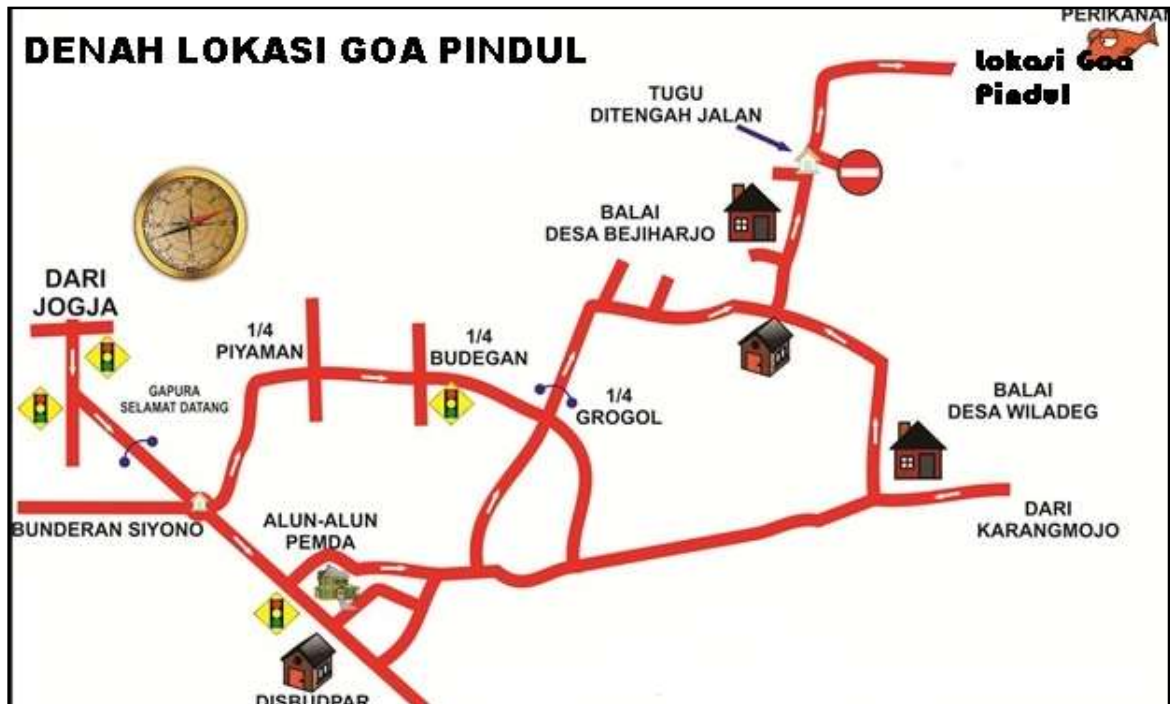 DENAH LOKASI GOA PINDUL
PERIKANAN
Lokasi Goa
Pindul
TUGU
DITENGAH JALAN
BALAI
DESA BEJIHARJO
DARI
JOGJA
1/4
PIYAMAN
1/4
BUDEGAN
GAPURA
SELAMAT DATANG
1/4
GROGOL
BALAI
DESA WILADEG
BUNDERAN SIYONO
ALUN-ALUN
PEMDA
DARI
KARANGMOJO
DISBUDPAR